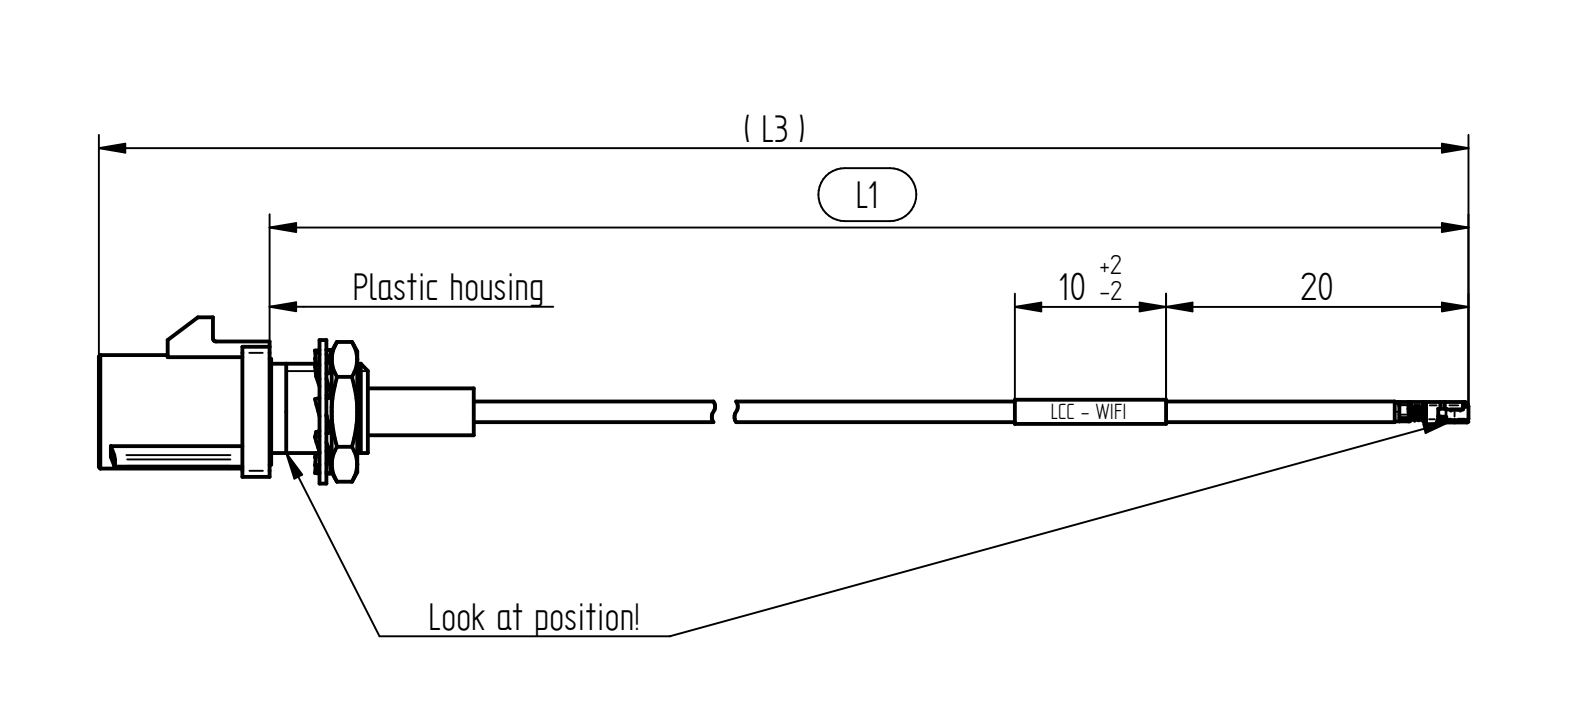 ( L3 )
L1
Plastic housing
10 +2
-2
20
LCC - WIFI
Look at position!